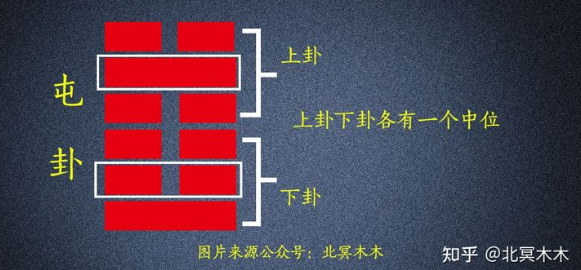 屯卦
上卦
上卦下卦各有一个中位
下卦
图片来源公众号：北冥木木
知乎 @北冥木木